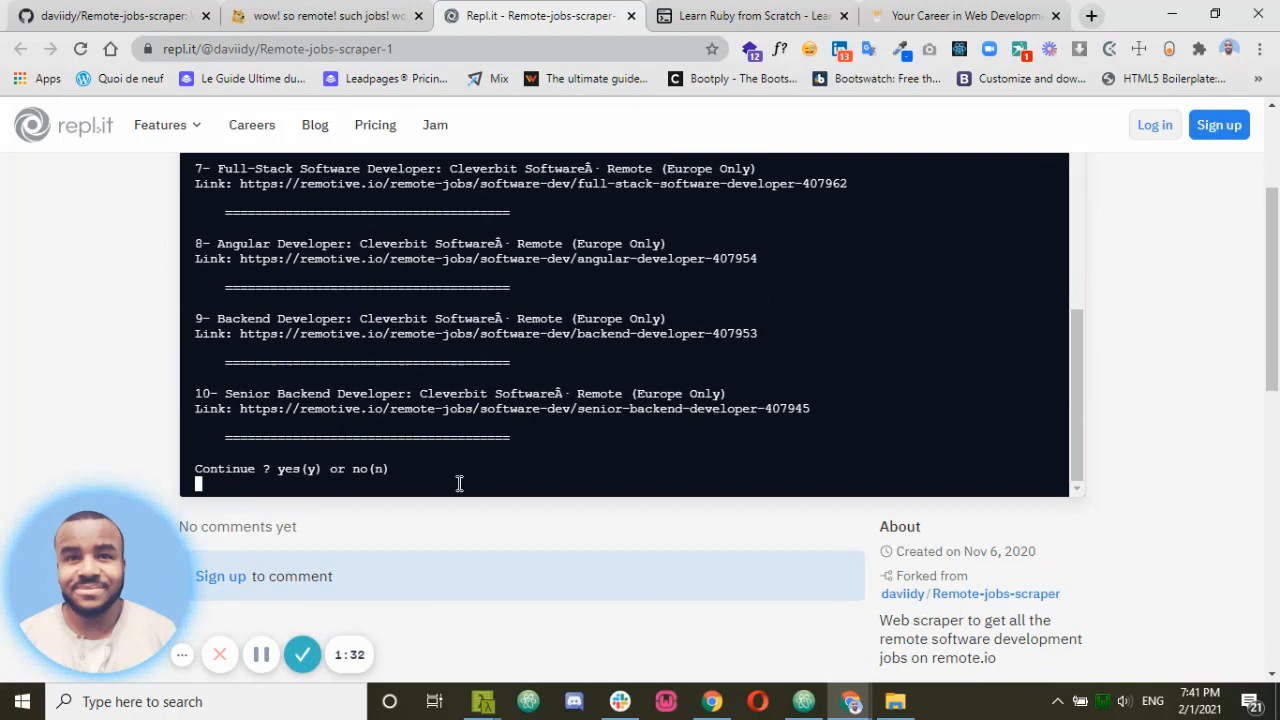 daviidy/remote-jobs-scraper: 
wow! so remote! such jobs! wo
Repl.it - Remote-jobs-scraper-
Learn Ruby from Scratch - Lea
Your Career in Web Developm
repl.it/@daviidy/Remote-jobs-scraper-1
12
f?
13
1
Apps
Quoi de neuf
Le Guide Ultime du...
Leadpages® Pricin...
Mix
The ultimate guide...
Bootply - The Boots...
Bootswatch: Free th...
Customize and dow...
HTML5 Boilerplate:...
»
repl.it
Features
Careers
Blog
Pricing
Jam
Log in
Sign up
7- Full-Stack Software Developer: Cleverbit SoftwareÂ· Remote (Europe Only)
Link: https://remotive.io/remote-jobs/software-dev/full-stack-software-developer-407962
======================================
8- Angular Developer: Cleverbit SoftwareÂ· Remote (Europe Only)
Link: https://remotive.io/remote-jobs/software-dev/angular-developer-407954
======================================
9- Backend Developer: Cleverbit SoftwareÂ· Remote (Europe Only)
Link: https://remotive.io/remote-jobs/software-dev/backend-developer-407953
======================================
10- Senior Backend Developer: Cleverbit SoftwareÂ· Remote (Europe Only)
Link: https://remotive.io/remote-jobs/software-dev/senior-backend-developer-407945
======================================
Continue ? yes(y) or no(n)
No comments yet
Sign up to comment
About
Created on Nov 6, 2020
Forked from
daviidy/Remote-jobs-scraper
Web scraper to get all the
remote software development
jobs on remote.io
1:32
Type here to search
ENG
7:41 PM
2/1/2021
21